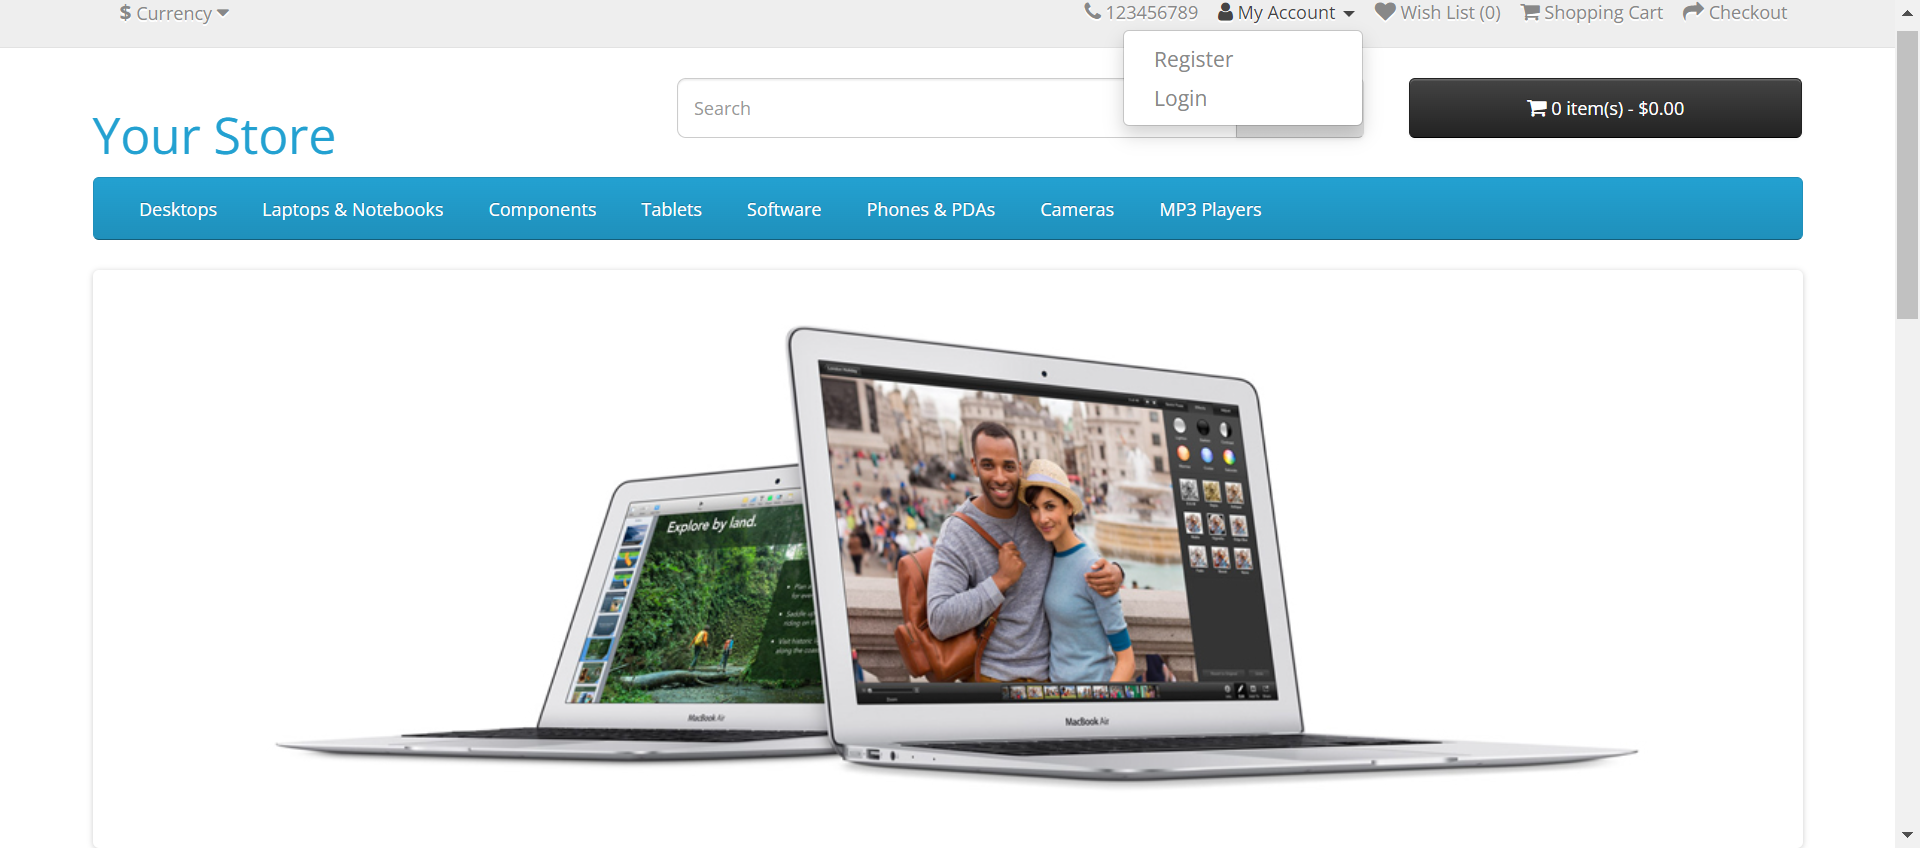 $ Currency
123456789 My Account Wish List (0) Shopping Cart Checkout
Register
Login
Search
0 item(s) - $0.00
Your Store
Desktops Laptops & Notebooks Components Tablets Software Phones & PDAs Cameras MP3 Players
Explore by land.
MacBook Air
MacBook Air